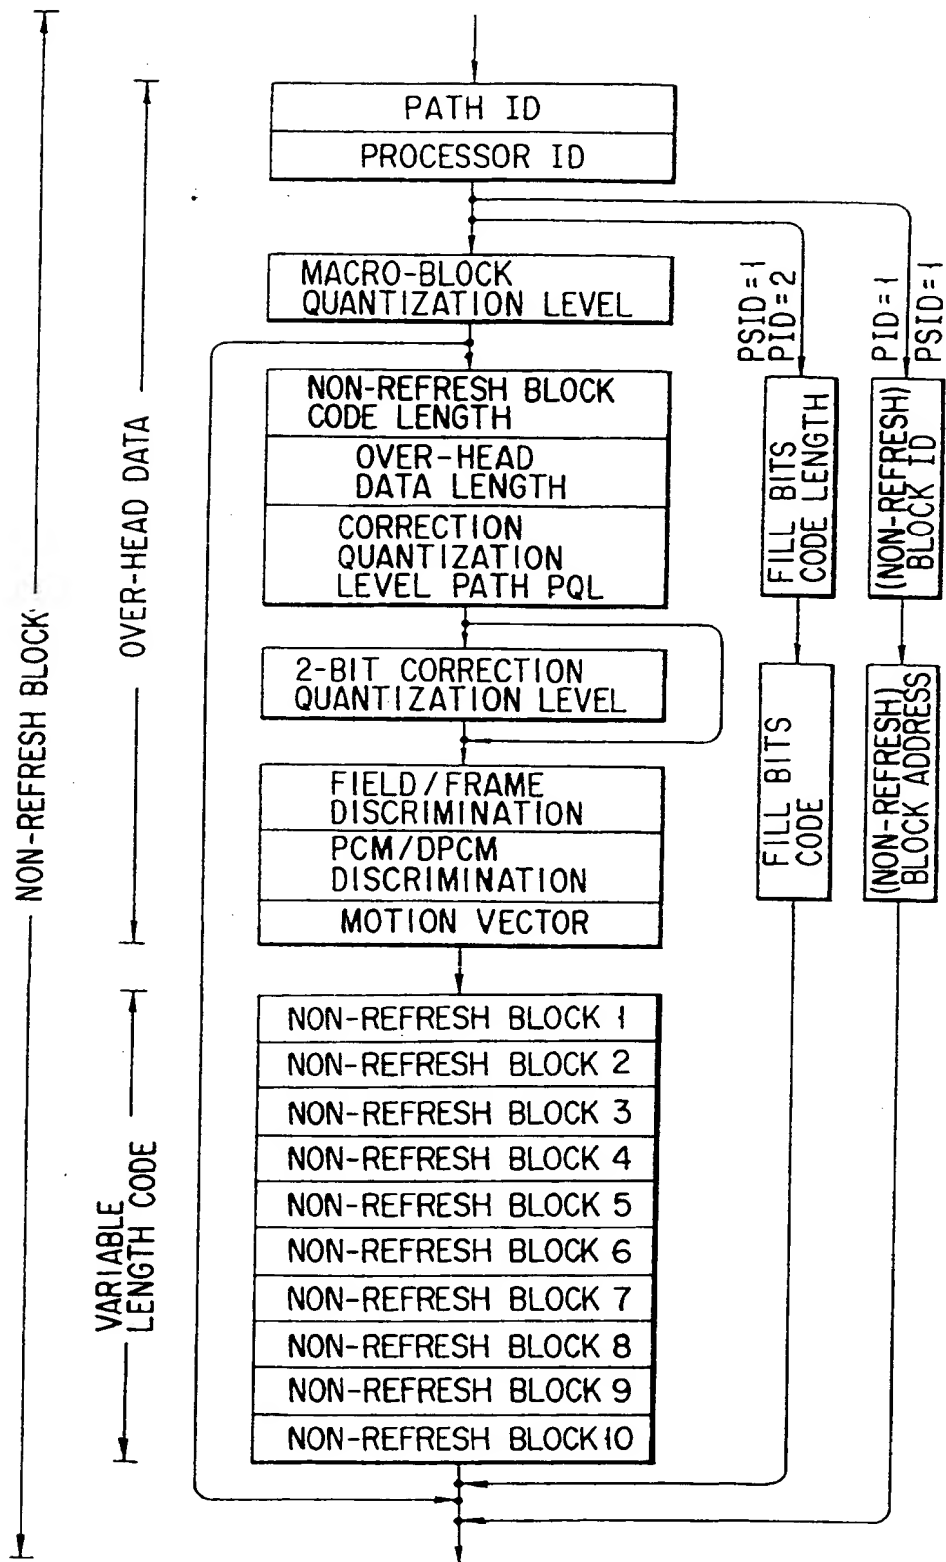 PATH ID
PROCESSOR ID
MACRO-BLOCK
QUANTIZATION LEVEL
NON-REFRESH BLOCK
CODE LENGTH
OVER-HEAD
DATA LENGTH
CORRECTION
QUANTIZATION
LEVEL PATH PQL
2-BIT CORRECTION
QUANTIZATION LEVEL
FIELD/FRAME
DISCRIMINATION
PCM/DPCM
DISCRIMINATION
MOTION VECTOR
NON-REFRESH BLOCK 1
NON-REFRESH BLOCK 2
NON-REFRESH BLOCK 3
NON-REFRESH BLOCK 4
NON-REFRESH BLOCK 5
NON-REFRESH BLOCK 6
NON-REFRESH BLOCK 7
NON-REFRESH BLOCK 8
NON-REFRESH BLOCK 9
NON-REFRESH BLOCK 10
NON-REFRESH BLOCK
OVER-HEAD DATA
VARIABLE
LENGTH CODE
PSID=1
PID=2
FILL BITS
CODE LENGTH
FILL BITS
CODE
PID=1
PSID=1
(NON-REFRESH)
BLOCK ID
(NON-REFRESH)
BLOCK ADDRESS